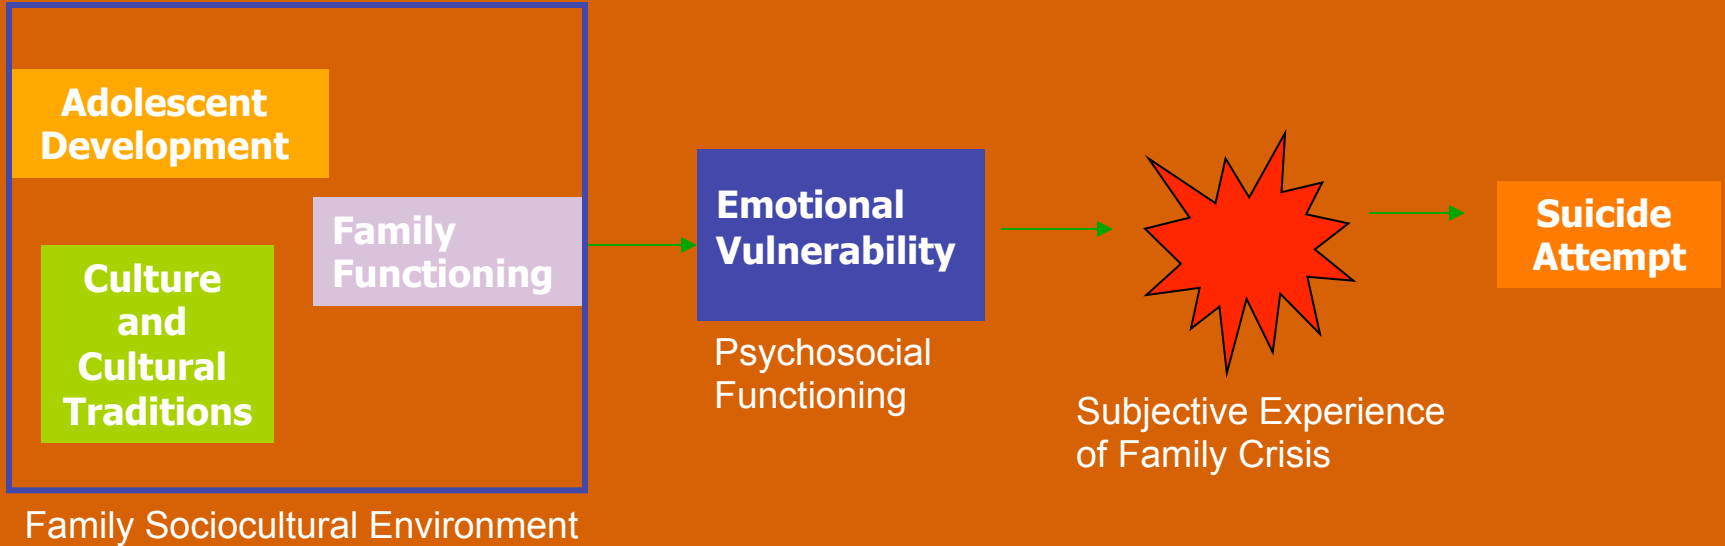 Adolescent
Development
Family
Functioning
Culture
and
Cultural
Traditions
Family Sociocultural Environment
Emotional
Vulnerability
Psychosocial
Functioning
Subjective Experience
of Family Crisis
Suicide
Attempt